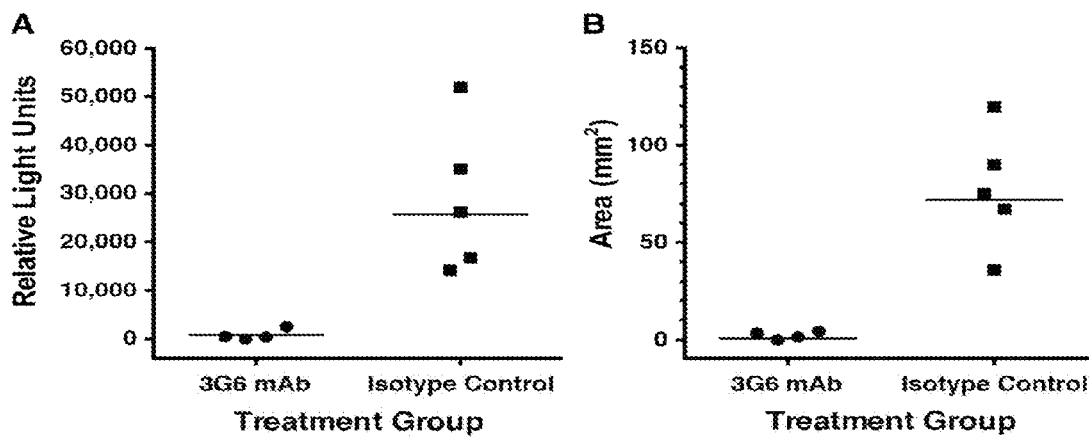 A
Relative Light Units
60,000
50,000
40,000
30,000
20,000
10,000
0
3G6 mAb Isotype Control
Treatment Group
B
Area (mm²)
150
100
50
0
3G6 mAb Isotype Control
Treatment Group